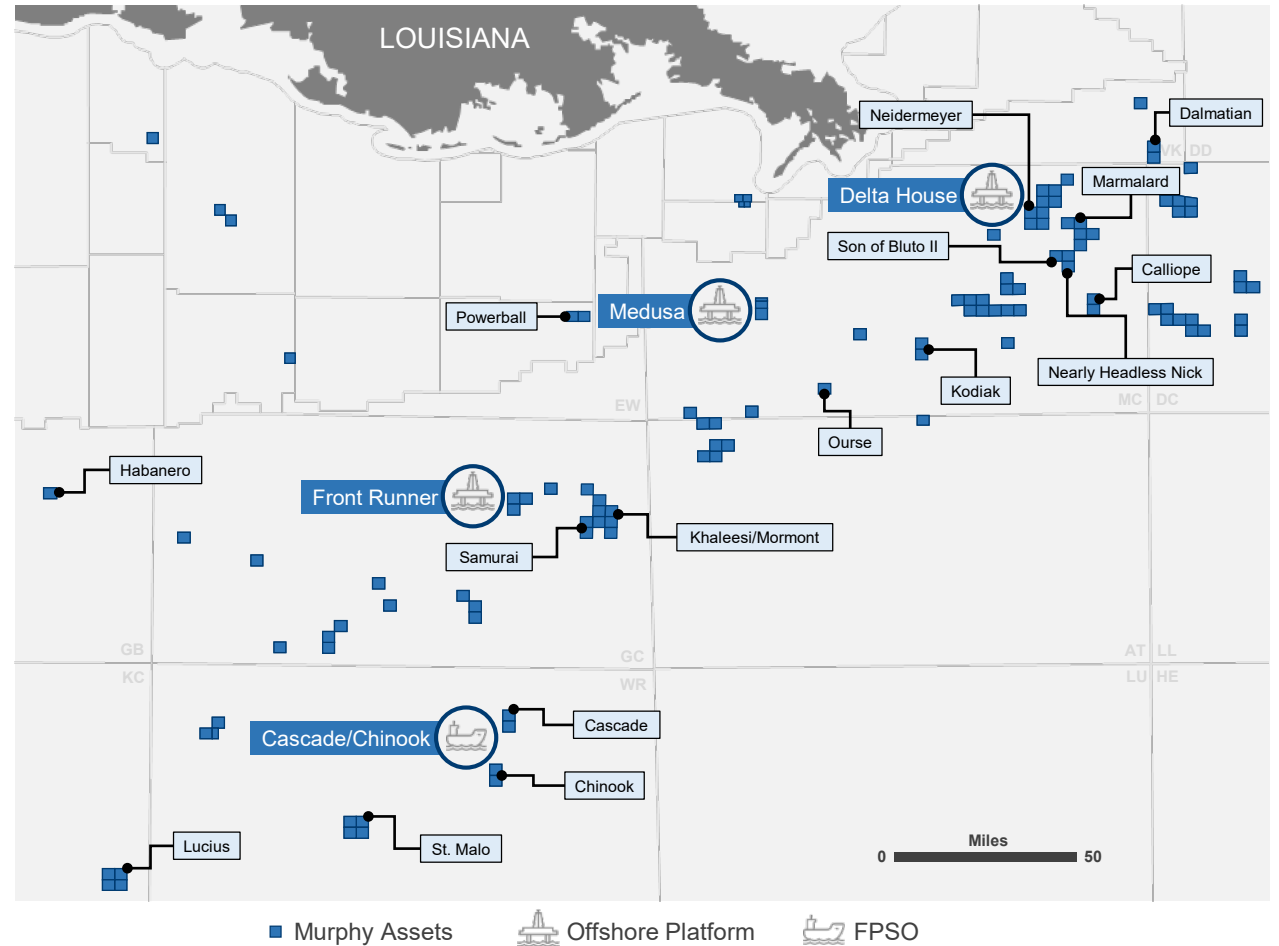 LOUISIANA
Neidermeyer
Dalmatian
VK DD
Marmalard
Delta House
Son of Bluto II
Calliope
Powerball
Medusa
Nearly Headless Nick
Kodiak
EW
MC DC
Ourse
Habanero
Front Runner
Khaleesi/Mormont
Samurai
GB
GC
AT LL
KC
WR
LU HE
Cascade/Chinook
Cascade
Chinook
Lucius
St. Malo
Miles
0 50
Murphy Assets Offshore Platform FPSO